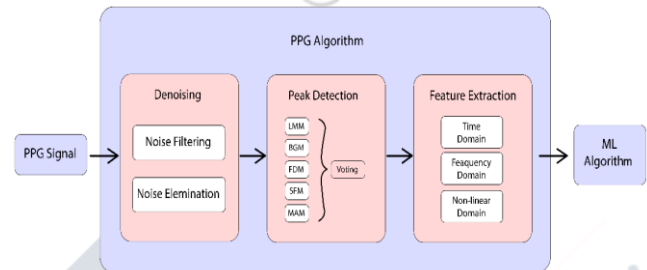 PPG Algorithm
PPG Signal
Denoising
Noise Filtering
Noise Elemination
Peak Detection
LMM
BGM
FDM
SFM
MAM
Voting
Feature Extraction
Time
Domain
Feaquency
Domain
Non-linear
Domain
ML
Algorithm